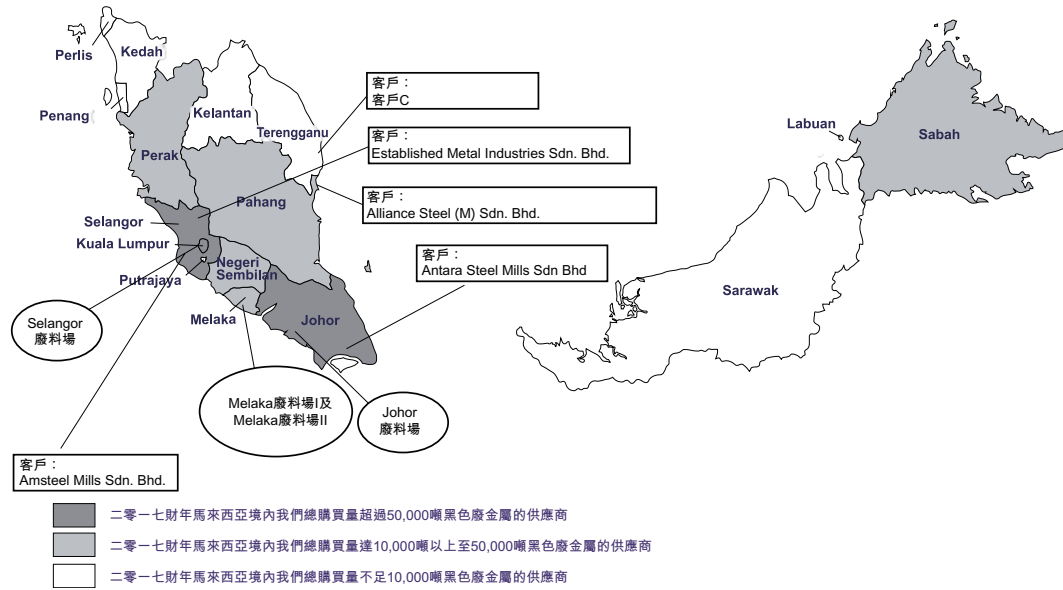 Perlis
Kedah
Penang
Kelantan
Terengganu
Perak
Pahang
Selangor
Kuala Lumpur
Putrajaya
Negeri
Sembilan
Melaka
Johor
客戶：
客戶C
客戶：
Established Metal Industries Sdn. Bhd.
客戶：
Alliance Steel (M) Sdn. Bhd.
客戶：
Antara Steel Mills Sdn Bhd
Labuan
Sabah
Sarawak
Selangor
廢料場
Melaka廢料場I及
Melaka廢料場II
Johor
廢料場
客戶：
Amsteel Mills Sdn. Bhd.
二零一七財年馬來西亞境內我們總購買量超過50,000噸黑色廢金屬的供應商
二零一七財年馬來西亞境內我們總購買量達10,000噸以上至50,000噸黑色廢金屬的供應商
二零一七財年馬來西亞境內我們總購買量不足10,000噸黑色廢金屬的供應商